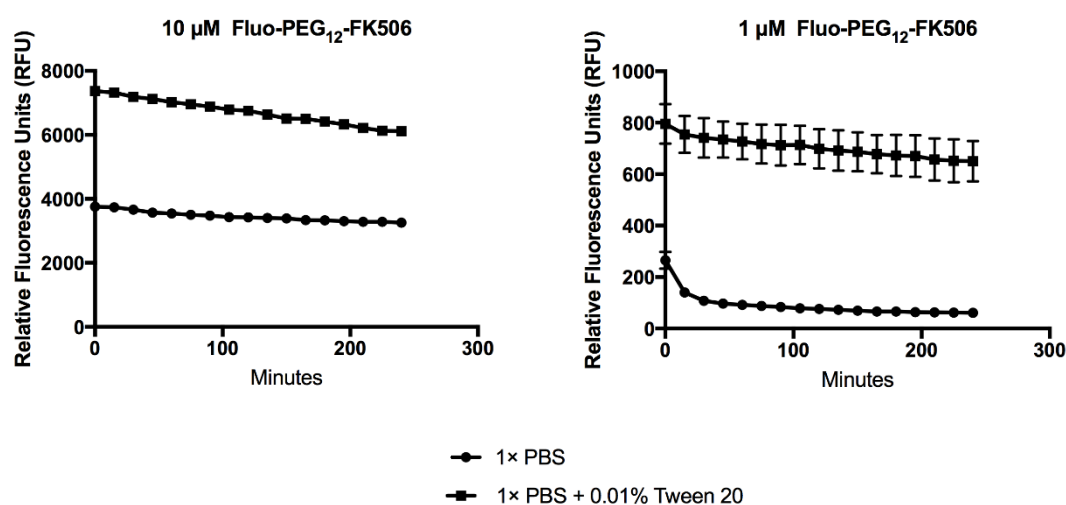 10 µM Fluo-PEG₁₂-FK506
Relative Fluorescence Units (RFU)
8000
6000
4000
2000
0
0 100 200 300
Minutes
1 µM Fluo-PEG₁₂-FK506
Relative Fluorescence Units (RFU)
1000
800
600
400
200
0
0 100 200 300
Minutes
1× PBS
1× PBS + 0.01% Tween 20